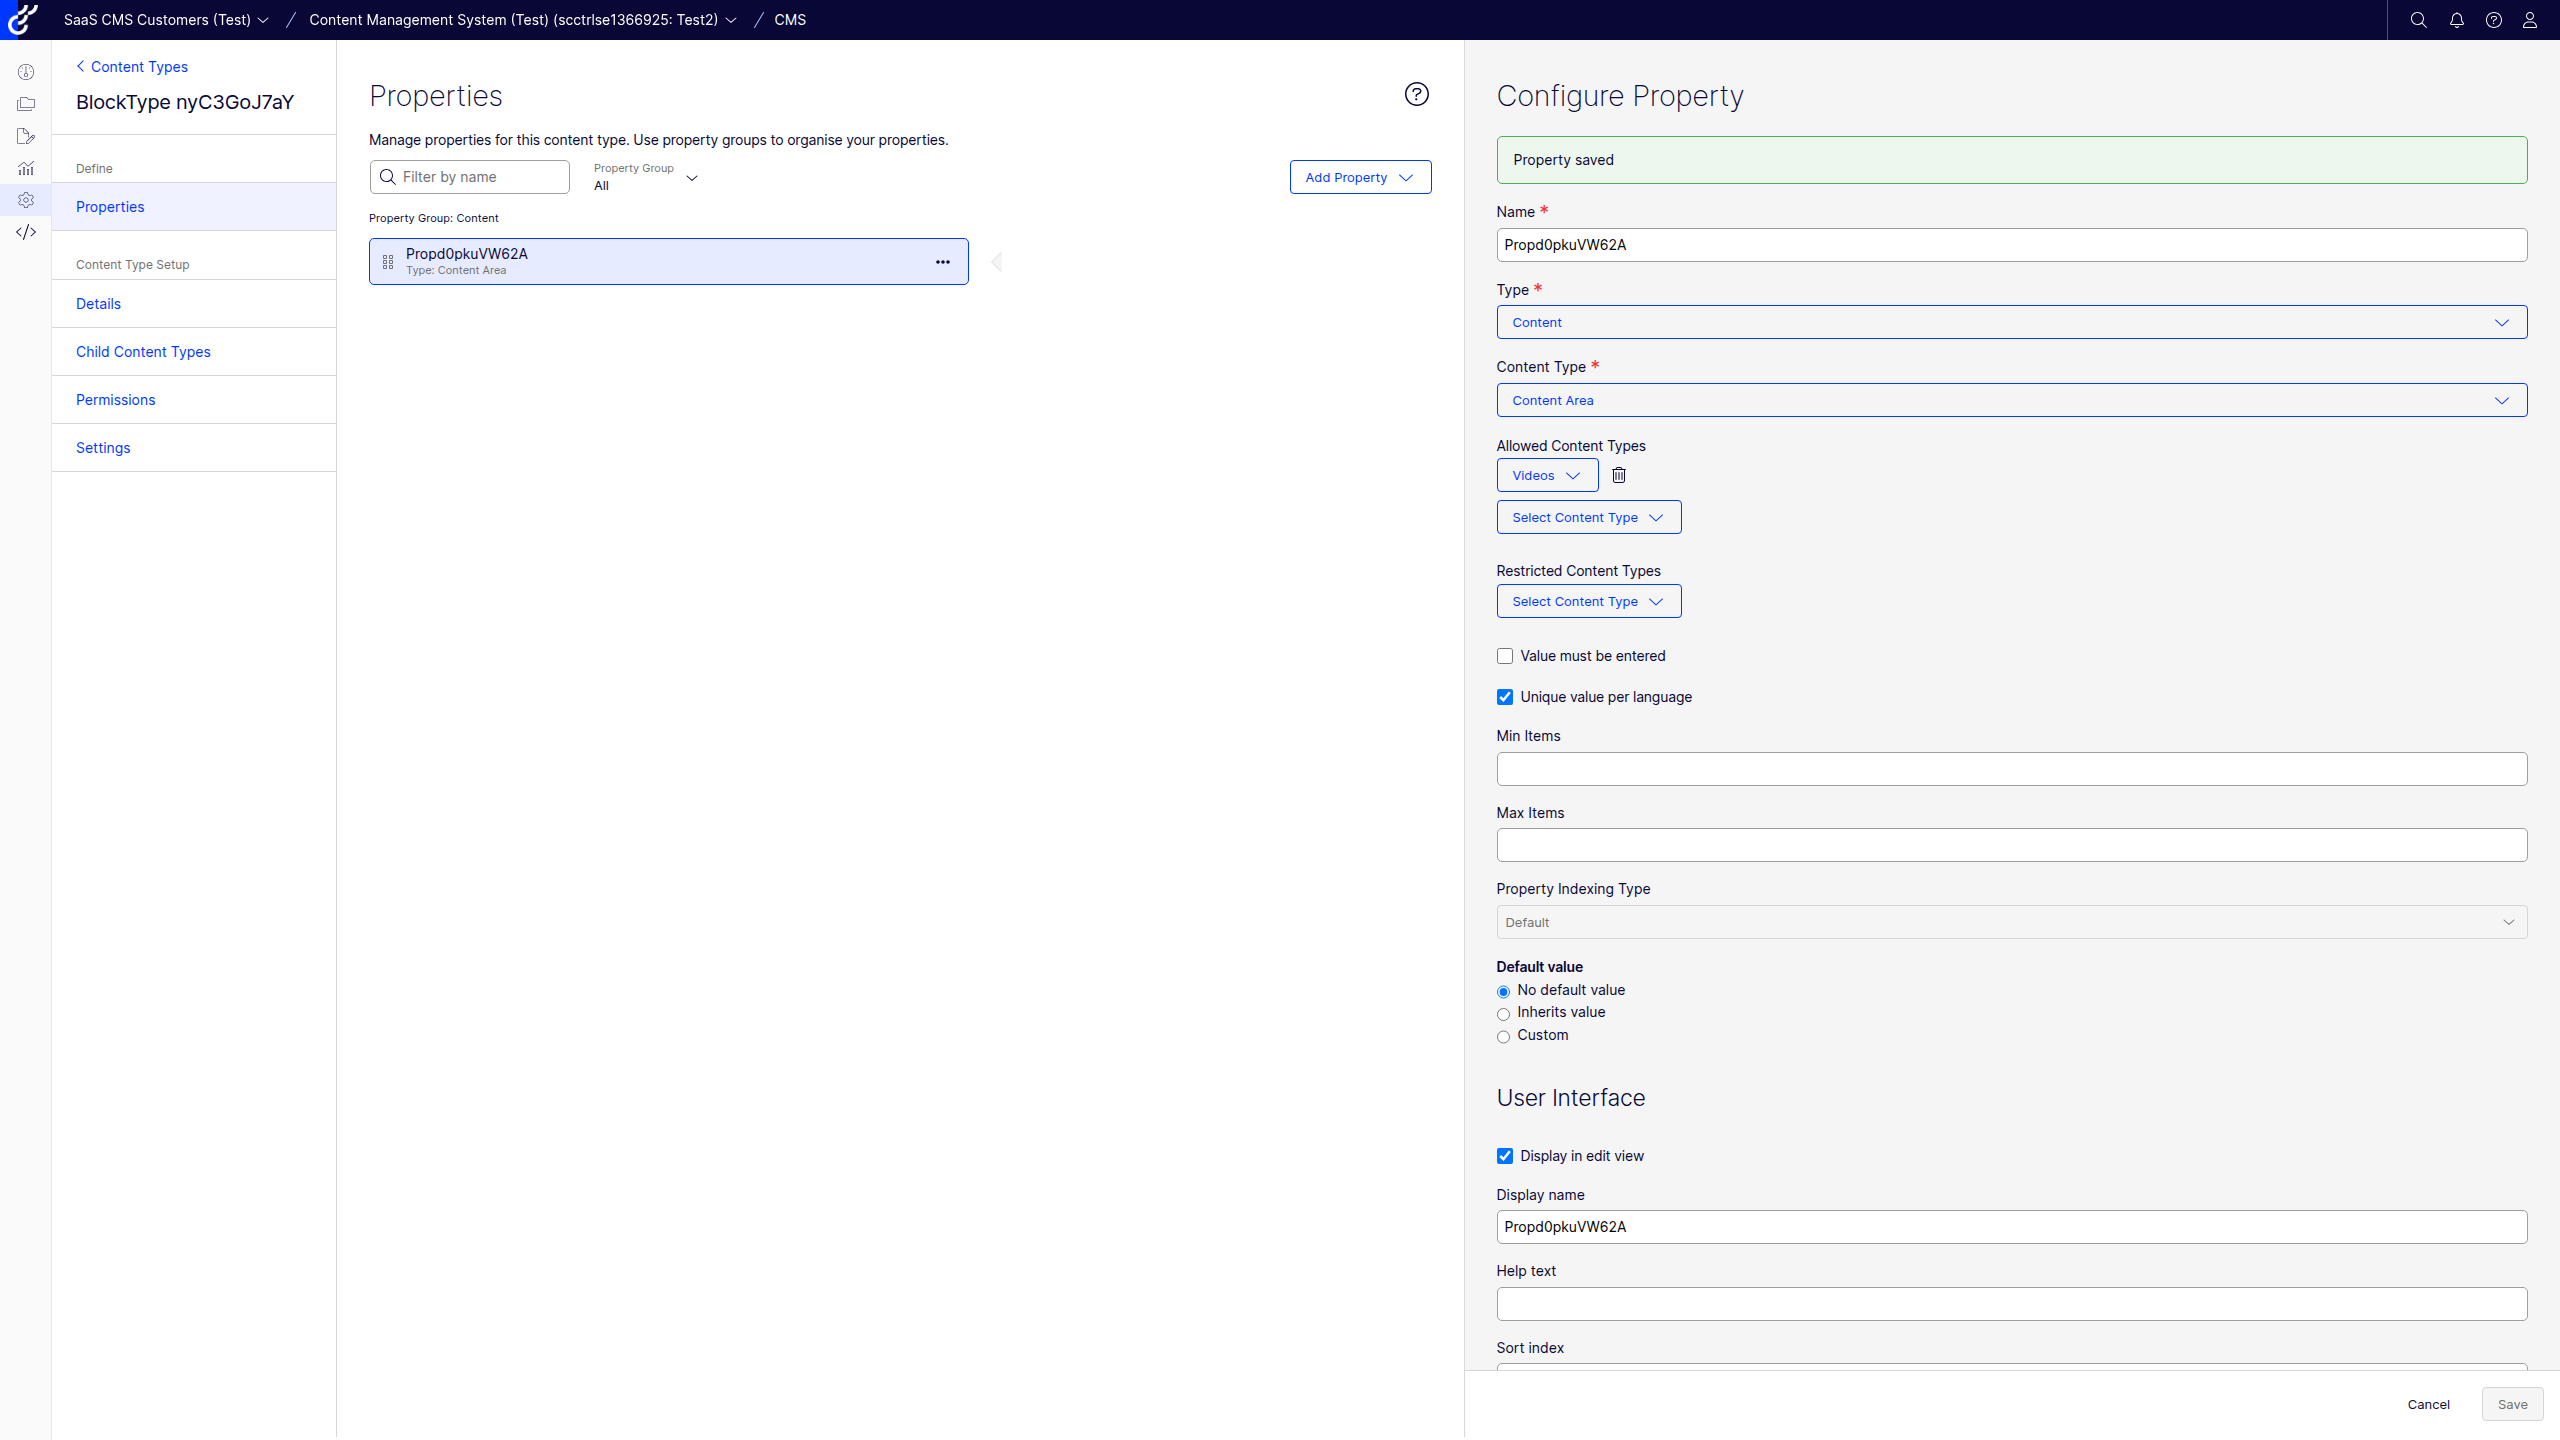 SaaS CMS Customers (Test) / Content Management System (Test) (scctrlse1366925: Test2) / CMS
Content Types
BlockType nyC3GoJ7aY
Define
Properties
Content Type Setup
Details
Child Content Types
Permissions
Settings
Properties
Manage properties for this content type. Use property groups to organise your properties.
Filter by name
Property Group
All
Add Property
Property Group: Content
Propd0pkuVW62A
Type: Content Area
Configure Property
Property saved
Name *
Propd0pkuVW62A
Type *
Content
Content Type *
Content Area
Allowed Content Types
Videos
Select Content Type
Restricted Content Types
Select Content Type
Value must be entered
Unique value per language
Min Items
Max Items
Property Indexing Type
Default
Default value
No default value
Inherits value
Custom
User Interface
Display in edit view
Display name
Propd0pkuVW62A
Help text
Sort index
Cancel
Save